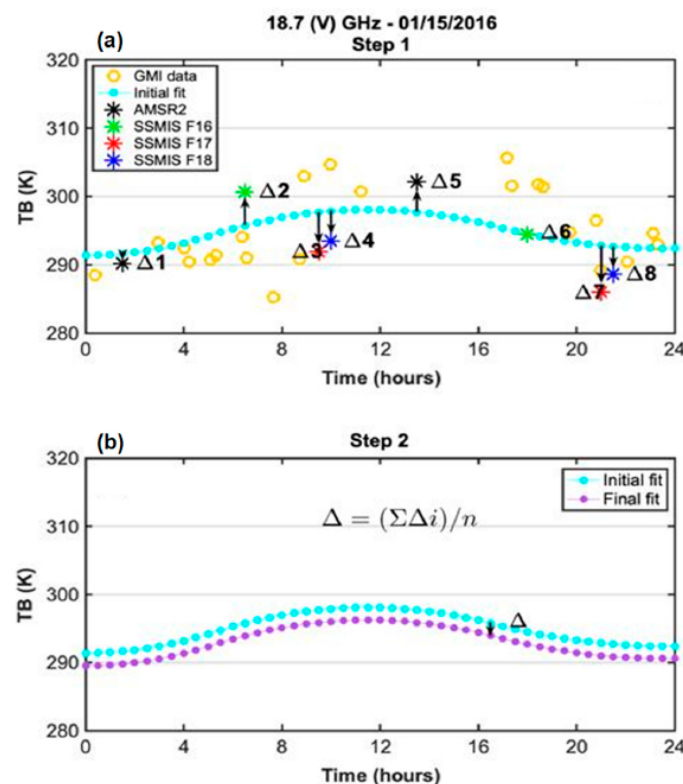 18.7 (V) GHz - 01/15/2016
(a)
Step 1
320
310
300
290
280
TB (K)
GMI data
Initial fit
AMSR2
SSMIS F16
SSMIS F17
SSMIS F18
Δ1
Δ2
Δ3
Δ4
Δ5
Δ6
Δ7
Δ8
0 4 8 12 16 20 24
Time (hours)
(b)
Step 2
320
310
300
290
280
TB (K)
Initial fit
Final fit
Δ = (ΣΔi)/n
Δ
0 4 8 12 16 20 24
Time (hours)